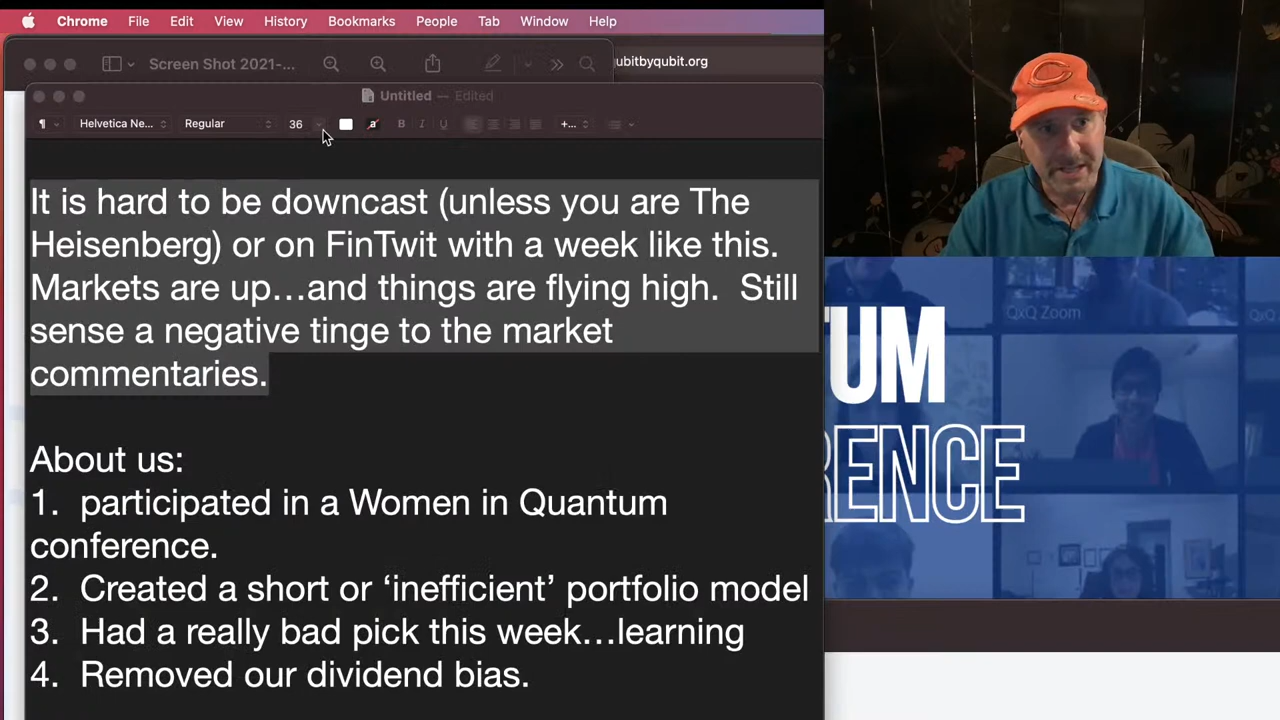 Chrome File Edit View History Bookmarks People Tab Window Help
Screen Shot 2021-...
ubitbyqubit.org
Untitled — Edited
Helvetica Ne... Regular 36 a B I U +...
It is hard to be downcast (unless you are The
Heisenberg) or on FinTwit with a week like this.
Markets are up…and things are flying high. Still
sense a negative tinge to the market
commentaries.
About us:
1. participated in a Women in Quantum
conference.
2. Created a short or ‘inefficient’ portfolio model
3. Had a really bad pick this week…learning
4. Removed our dividend bias.
QxQ Zoom
TUM
RENCE